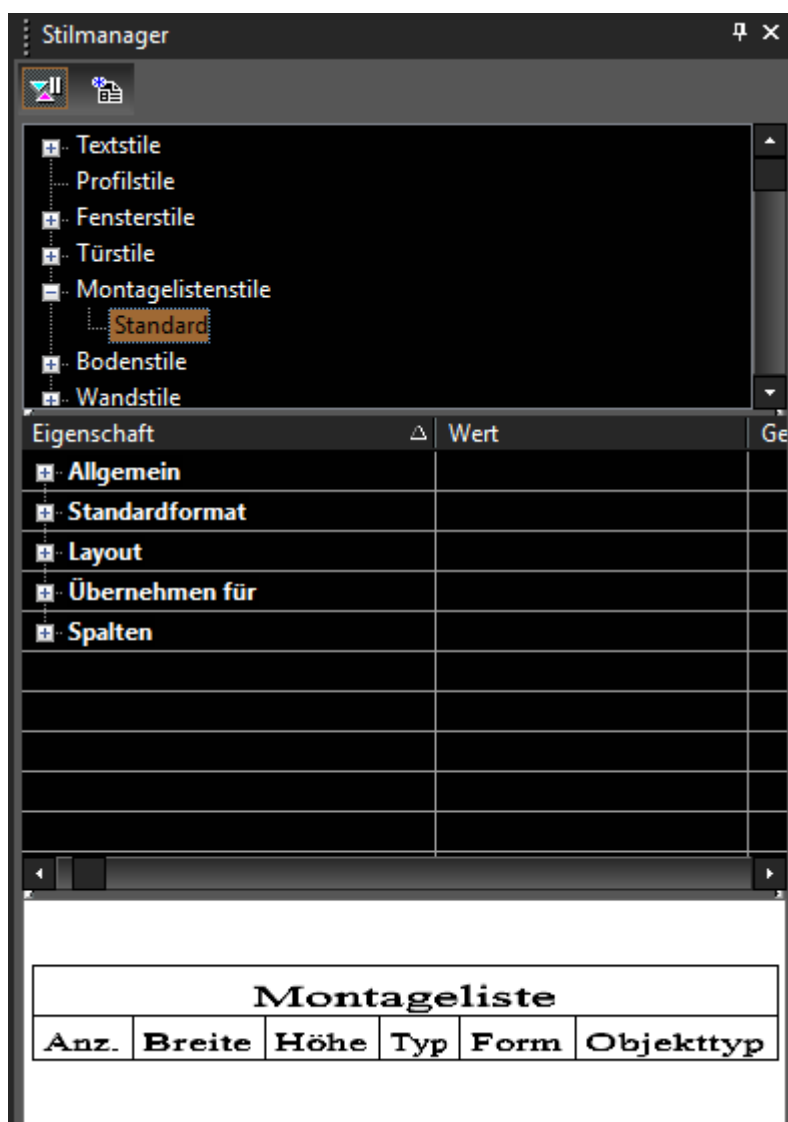 Stilmanager
Textstile
Profilstile
Fensterstile
Türstile
Montagelistenstile
Standard
Bodenstile
Wandstile
Eigenschaft Wert Ge
Allgemein
Standardformat
Layout
Übernehmen für
Spalten
Montageliste
Anz. Breite Höhe Typ Form Objekttyp